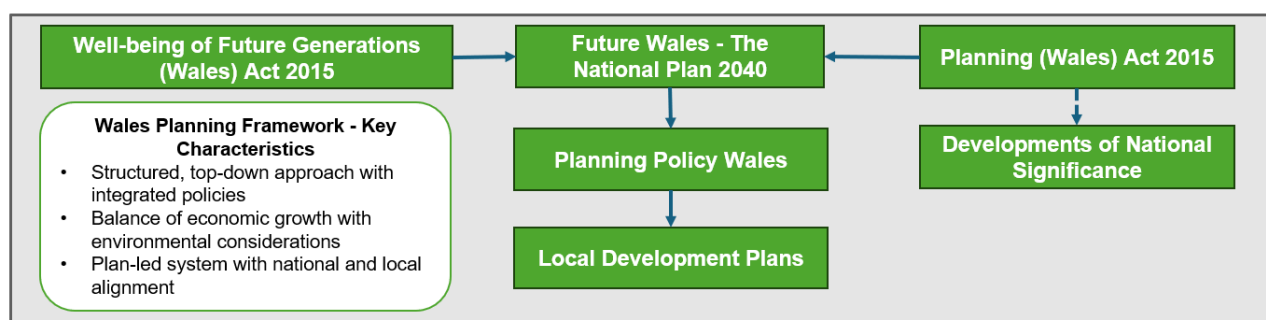 Well-being of Future Generations
(Wales) Act 2015
Future Wales - The
National Plan 2040
Planning (Wales) Act 2015
Wales Planning Framework - Key
Characteristics
• Structured, top-down approach with
integrated policies
• Balance of economic growth with
environmental considerations
• Plan-led system with national and local
alignment
Planning Policy Wales
Local Development Plans
Developments of National
Significance